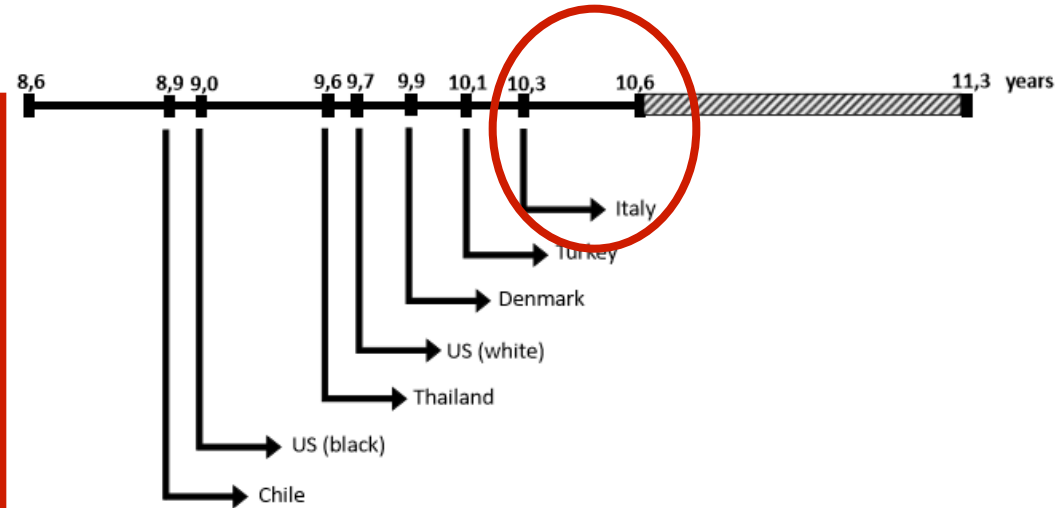 8,6 8,9 9,0 9,6 9,7 9,9 10,1 10,3 10,6 11,3 years
Italy
Turkey
Denmark
US (white)
Thailand
US (black)
Chile